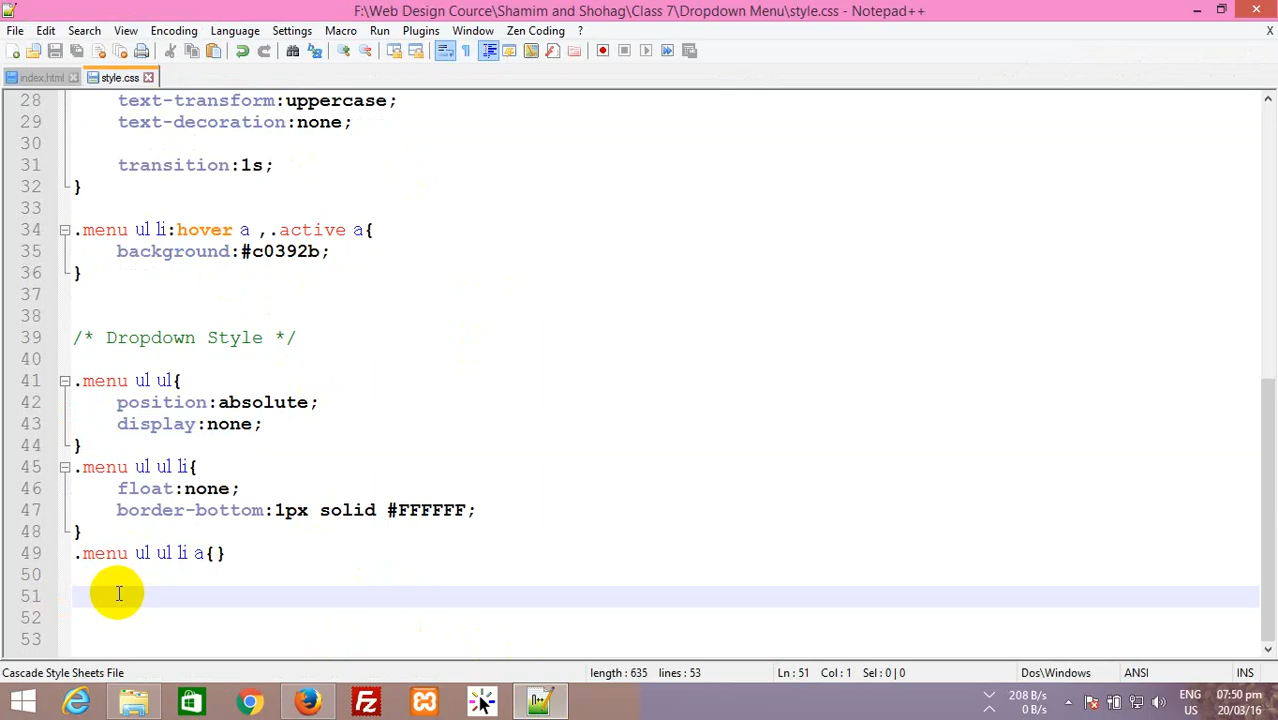 F:\Web Design Cource\Shamim and Shohag\Class 7\Dropdown Menu\style.css - Notepad++
File Edit Search View Encoding Language Settings Macro Run Plugins Window Zen Coding ? X
index.html style.css
28 text-transform:uppercase;
29 text-decoration:none;
30
31 transition:1s;
32 }
33
34 .menu ul li:hover a ,.active a{
35 background:#c0392b;
36 }
37
38
39 /* Dropdown Style */
40
41 .menu ul ul{
42 position:absolute;
43 display:none;
44 }
45 .menu ul ul li{
46 float:none;
47 border-bottom:1px solid #FFFFFF;
48 }
49 .menu ul ul li a{}
50
51
52
53
Cascade Style Sheets File length : 635 lines : 53 Ln : 51 Col : 1 Sel : 0 | 0 Dos\Windows ANSI INS
208 B/s ENG 07:50 pm
0 B/s US 20/03/16